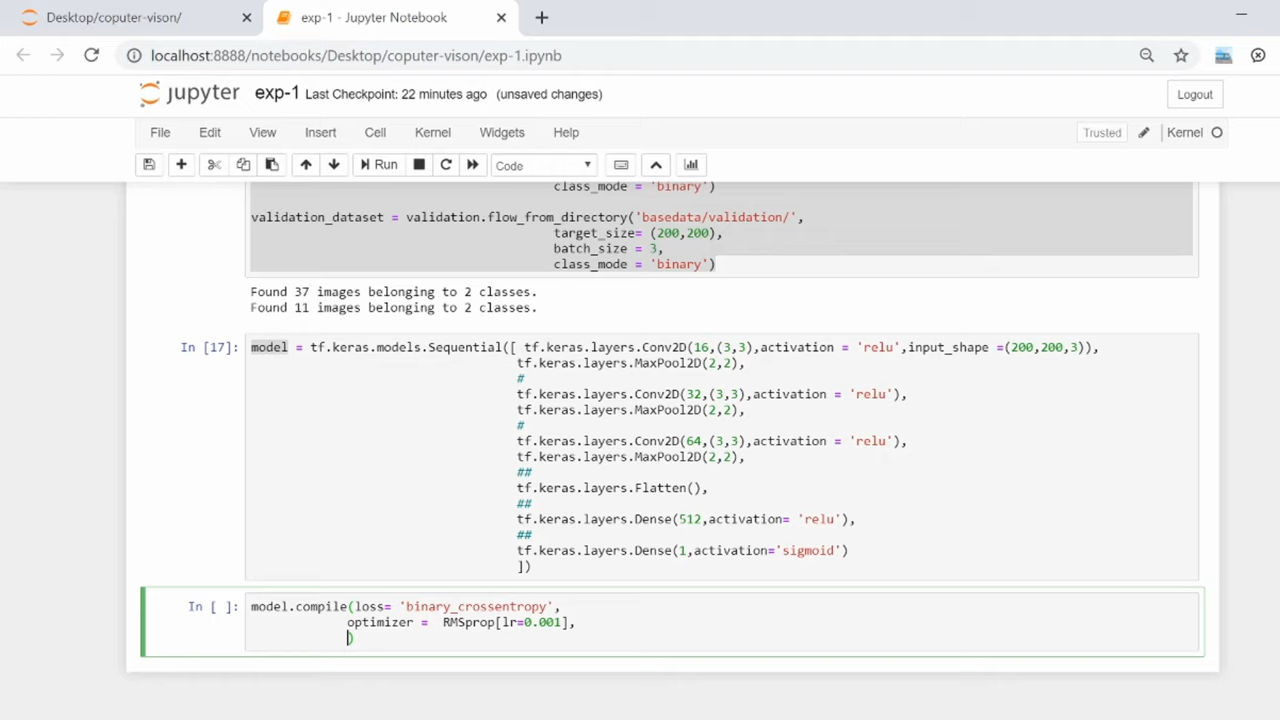 Desktop/coputer-vison/
exp-1 - Jupyter Notebook
localhost:8888/notebooks/Desktop/coputer-vison/exp-1.ipynb
jupyter exp-1 Last Checkpoint: 22 minutes ago (unsaved changes)
Logout
File Edit View Insert Cell Kernel Widgets Help
Trusted Kernel
Run Code
class_mode = 'binary')
validation_dataset = validation.flow_from_directory('basedata/validation/',
target_size= (200,200),
batch_size = 3,
class_mode = 'binary')
Found 37 images belonging to 2 classes.
Found 11 images belonging to 2 classes.
In [17]: model = tf.keras.models.Sequential([ tf.keras.layers.Conv2D(16,(3,3),activation = 'relu',input_shape =(200,200,3)),
tf.keras.layers.MaxPool2D(2,2),
#
tf.keras.layers.Conv2D(32,(3,3),activation = 'relu'),
tf.keras.layers.MaxPool2D(2,2),
#
tf.keras.layers.Conv2D(64,(3,3),activation = 'relu'),
tf.keras.layers.MaxPool2D(2,2),
##
tf.keras.layers.Flatten(),
##
tf.keras.layers.Dense(512,activation= 'relu'),
##
tf.keras.layers.Dense(1,activation='sigmoid')
])
In [ ]: model.compile(loss= 'binary_crossentropy',
optimizer =  RMSprop[lr=0.001],
)